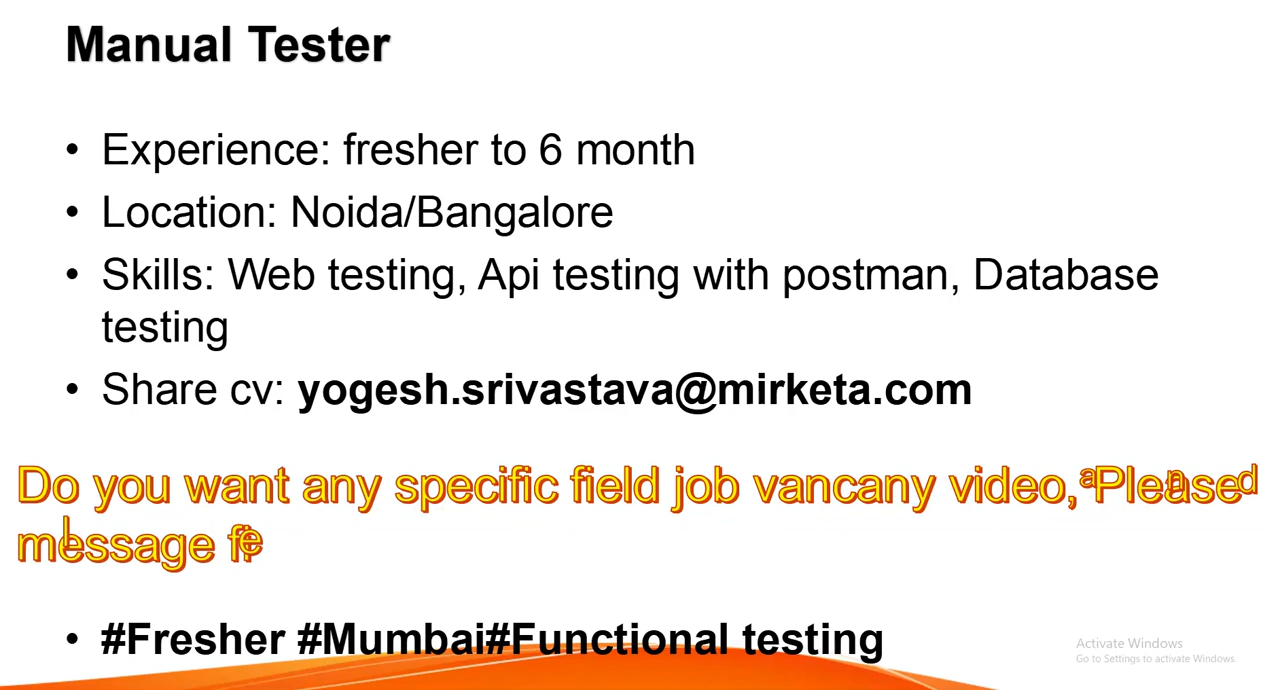 Manual Tester
• Experience: fresher to 6 month
• Location: Noida/Bangalore
• Skills: Web testing, Api testing with postman, Database
testing
• Share cv: yogesh.srivastava@mirketa.com
Do you want any specific field job vancany video, Please
message
• #Fresher #Mumbai#Functional testing
Activate Windows
Go to Settings to activate Windows.